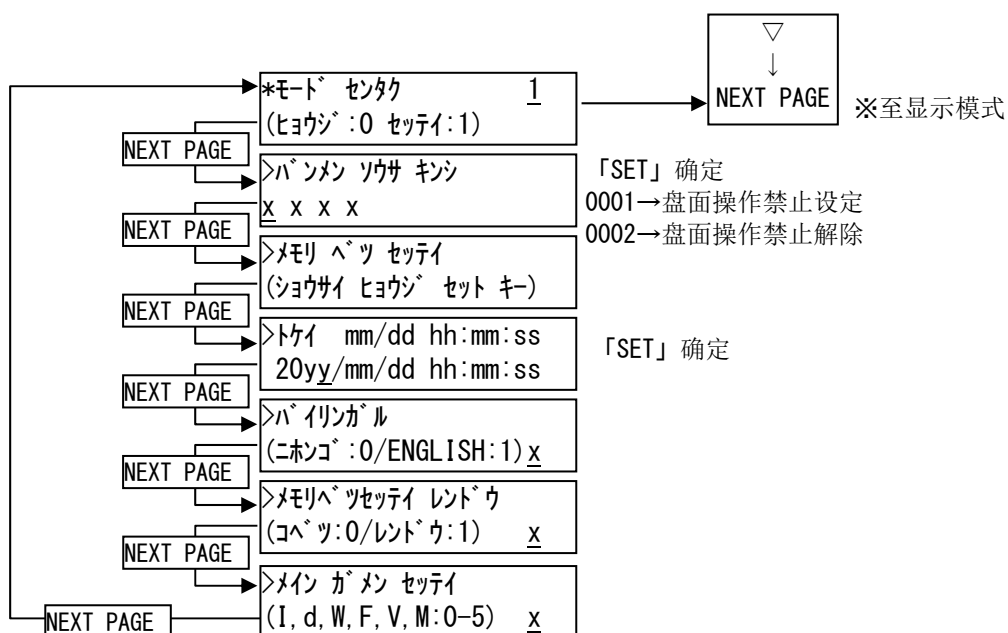 ▽
↓
NEXT PAGE
※至显示模式
*ﾓｰﾄﾞ ｾﾝﾀｸ 1
(ﾋｮｳｼﾞ:0 ｾｯﾃｲ:1)
NEXT PAGE
>ﾊﾞﾝﾒﾝ ｿｳｻ ｷﾝｼ
x x x x
「SET」确定
0001→盘面操作禁止设定
0002→盘面操作禁止解除
NEXT PAGE
>ﾒﾓﾘ ﾍﾞﾂ ｾｯﾃｲ
(ｼｮｳｻｲ ﾋｮｳｼﾞ ｾｯﾄ ｷｰ)
NEXT PAGE
>ﾄｹｲ mm/dd hh:mm:ss
20yy/mm/dd hh:mm:ss
「SET」确定
NEXT PAGE
>ﾊﾞｲﾘﾝｶﾞﾙ
(ﾆﾎﾝｺﾞ:0/ENGLISH:1) x
NEXT PAGE
>ﾒﾓﾘﾍﾞﾂｾｯﾃｲ ﾚﾝﾄﾞｳ
(ｺﾍﾞﾂ:0/ﾚﾝﾄﾞｳ:1) x
NEXT PAGE
>ﾒｲﾝ ｶﾞﾒﾝ ｾｯﾃｲ
(I,d,W,F,V,M:0-5) x
NEXT PAGE